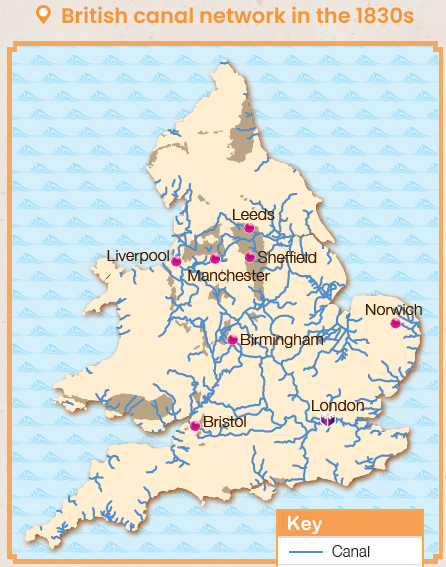 British canal network in the 1830s
Leeds
Liverpool
Sheffield
Manchester
Norwich
Birmingham
London
Bristol
Key
Canal